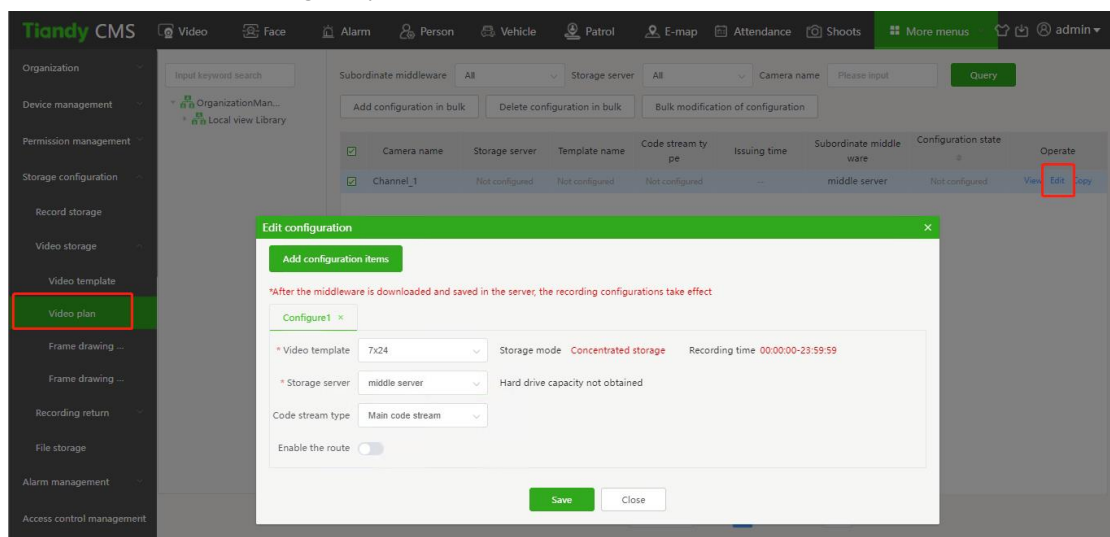 Tiandy CMS Video Face Alarm Person Vehicle Patrol E-map Attendance Shoots More menus admin
Organization
Device management
Permission management
Storage configuration
Record storage
Video storage
Video template
Video plan
Frame drawing ...
Frame drawing ...
Recording return
File storage
Alarm management
Access control management
Input keyword search
OrganizationMan...
Local view Library
Subordinate middleware All Storage server All Camera name Please input Query
Add configuration in bulk Delete configuration in bulk Bulk modification of configuration
Camera name Storage server Template name Code stream ty
pe Issuing time Subordinate middle
ware Configuration state Operate
Channel_1 Not configured Not configured Not configured -- middle server Not configured View Edit Copy
Edit configuration
Add configuration items
*After the middleware is downloaded and saved in the server, the recording configurations take effect
Configure1 ×
* Video template 7x24 Storage mode Concentrated storage Recording time 00:00:00-23:59:59
* Storage server middle server Hard drive capacity not obtained
Code stream type Main code stream
Enable the route
Save Close